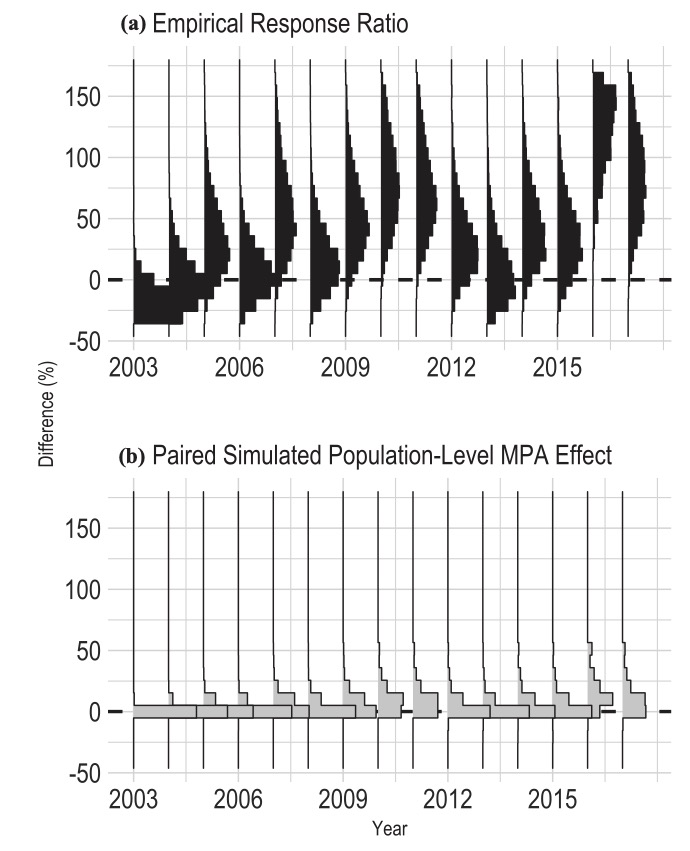 (a) Empirical Response Ratio
150
100
50
0
-50
2003 2006 2009 2012 2015
Difference (%)
(b) Paired Simulated Population-Level MPA Effect
150
100
50
0
-50
2003 2006 2009 2012 2015
Year